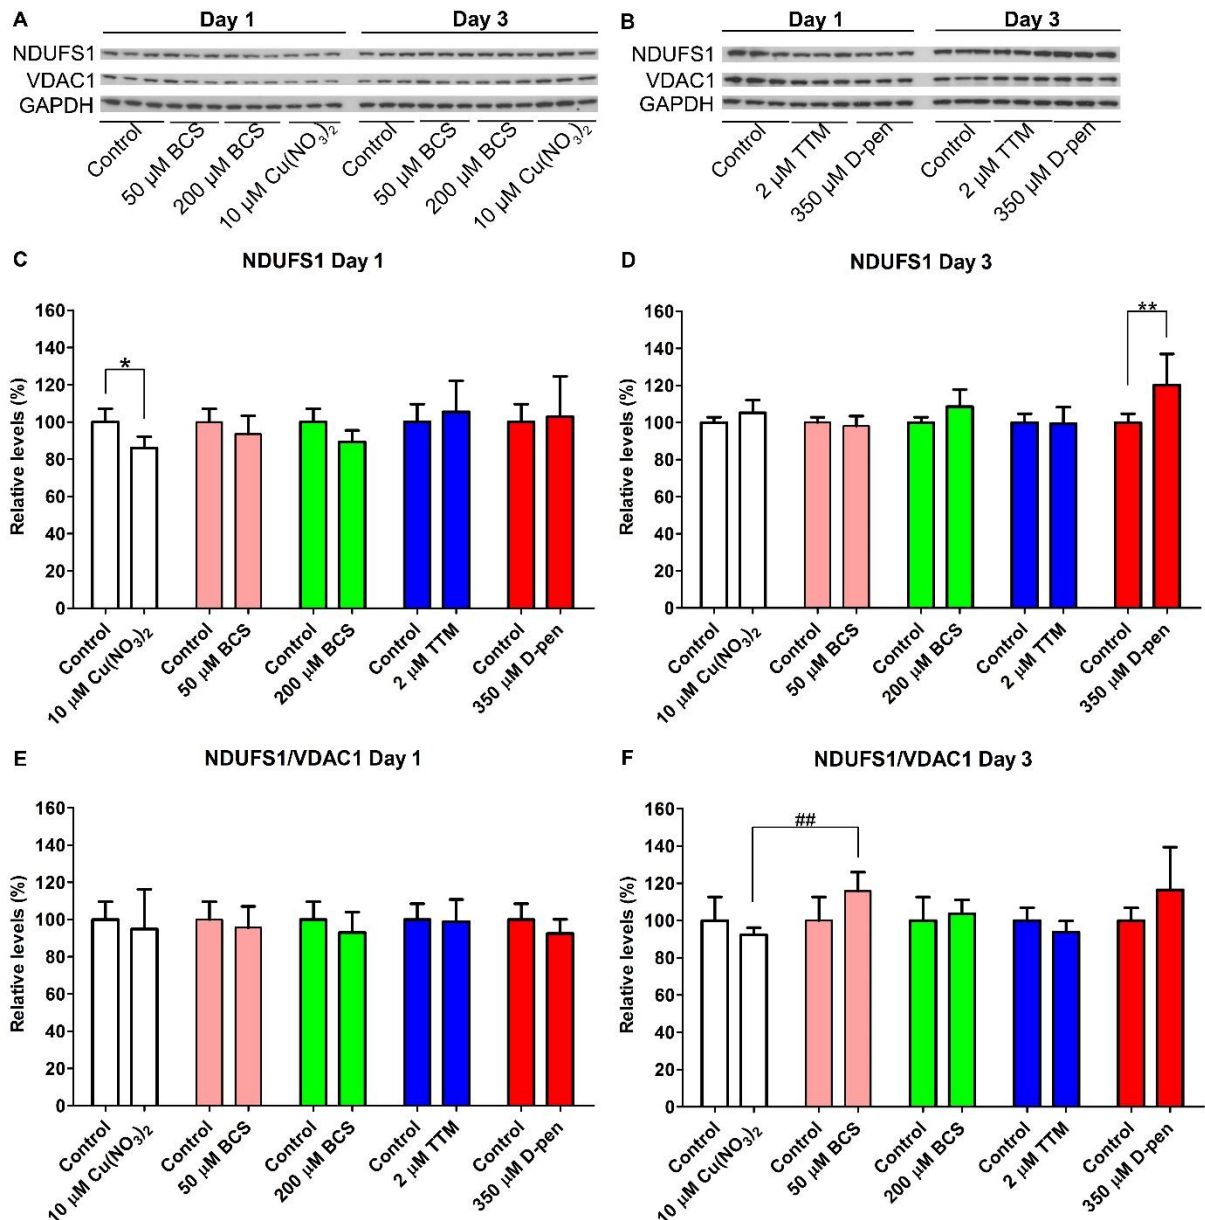 A
Day 1
Day 3
NDUFS1
VDAC1
GAPDH
Control
50 µM BCS
200 µM BCS
10 µM Cu(NO₃)₂
Control
50 µM BCS
200 µM BCS
10 µM Cu(NO₃)₂
B
Day 1
Day 3
NDUFS1
VDAC1
GAPDH
Control
2 µM TTM
350 µM D-pen
Control
2 µM TTM
350 µM D-pen
C
NDUFS1 Day 1
Relative levels (%)
160
140
120
100
80
60
40
20
0
*
Control
10 µM Cu(NO₃)₂
Control
50 µM BCS
Control
200 µM BCS
Control
2 µM TTM
Control
350 µM D-pen
D
NDUFS1 Day 3
Relative levels (%)
160
140
120
100
80
60
40
20
0
**
Control
10 µM Cu(NO₃)₂
Control
50 µM BCS
Control
200 µM BCS
Control
2 µM TTM
Control
350 µM D-pen
E
NDUFS1/VDAC1 Day 1
Relative levels (%)
160
140
120
100
80
60
40
20
0
Control
10 µM Cu(NO₃)₂
Control
50 µM BCS
Control
200 µM BCS
Control
2 µM TTM
Control
350 µM D-pen
F
NDUFS1/VDAC1 Day 3
Relative levels (%)
160
140
120
100
80
60
40
20
0
##
Control
10 µM Cu(NO₃)₂
Control
50 µM BCS
Control
200 µM BCS
Control
2 µM TTM
Control
350 µM D-pen